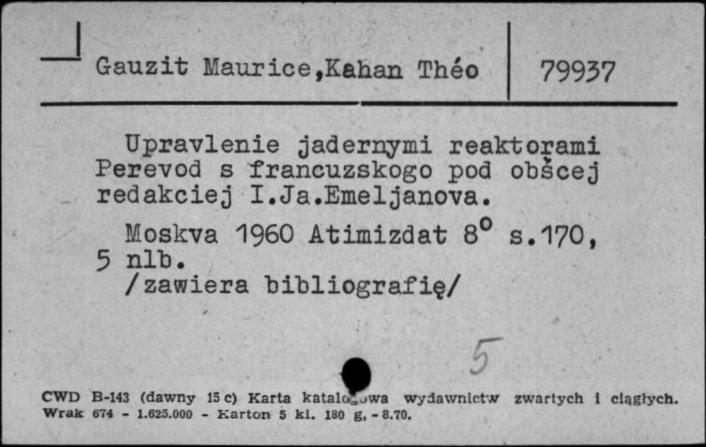 Gauzit Maurice,Kahan Théo 79937
Upravlenie jadernymi reaktorami
Perevod s francuzskogo pod obščej
redakciej I.Ja.Emeljanova.
Moskva 1960 Atimizdat 8° s.170,
5 nlb.
/zawiera bibliografię/
5
CWD B-143 (dawny 15 c) Karta katalogowa wydawnictw zwartych i ciągłych.
Wrak 674 - 1.625.000 - Karton 5 kl. 180 g, - 8.70.